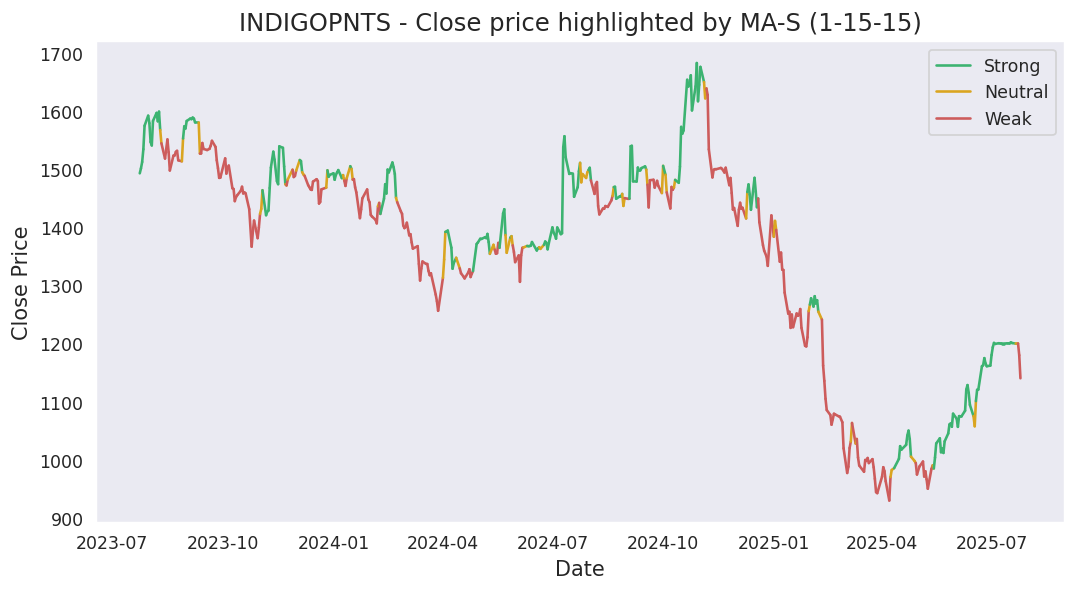 INDIGOPNTS - Close price highlighted by MA-S (1-15-15)
Strong
Neutral
Weak
Close Price
1700
1600
1500
1400
1300
1200
1100
1000
900
2023-07 2023-10 2024-01 2024-04 2024-07 2024-10 2025-01 2025-04 2025-07
Date